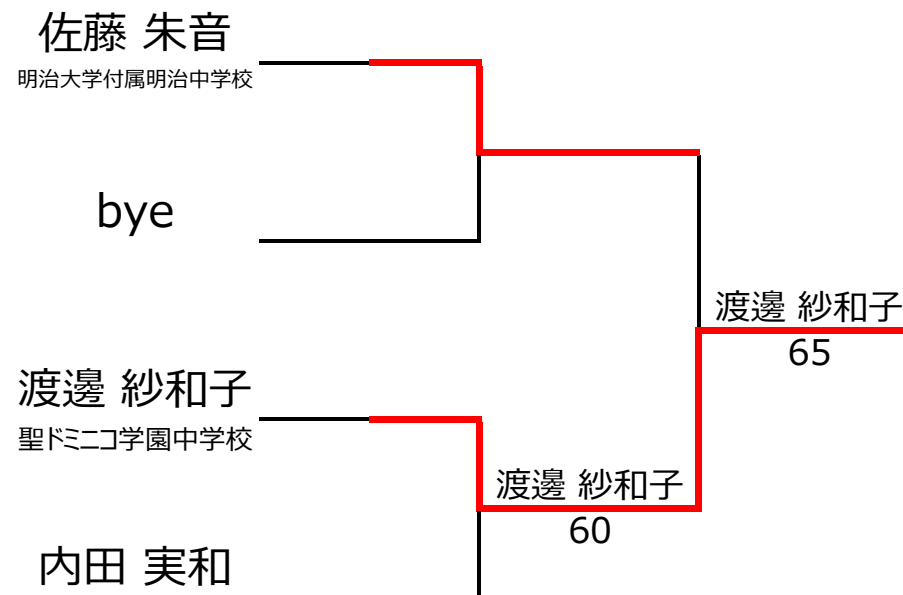 佐藤 朱音
明治大学付属明治中学校
bye
渡邊 紗和子
65
渡邊 紗和子
聖ドミニコ学園中学校
渡邊 紗和子
60
内田 実和